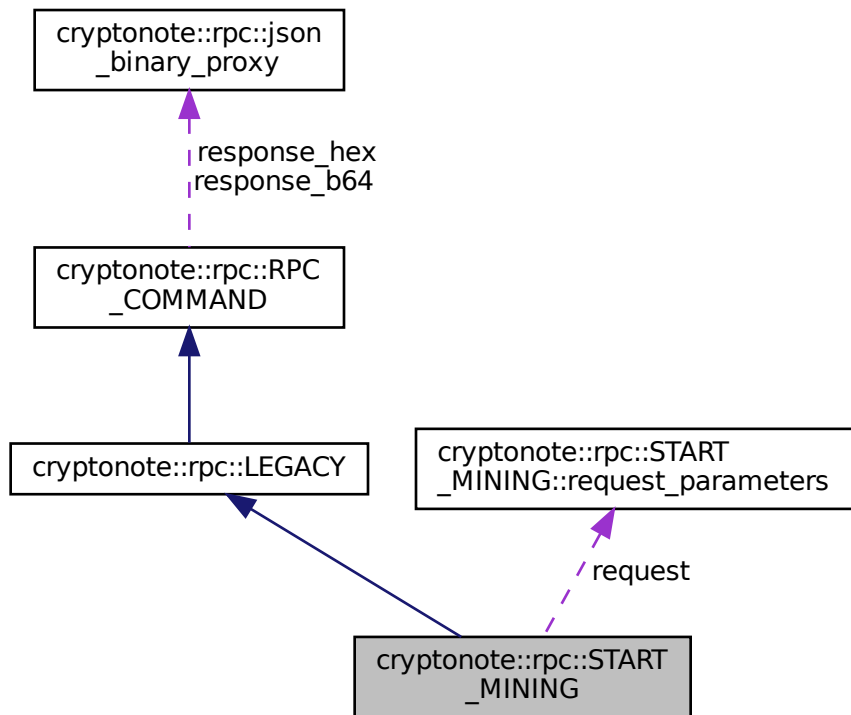 cryptonote::rpc::json
_binary_proxy
response_hex
response_b64
cryptonote::rpc::RPC
_COMMAND
cryptonote::rpc::LEGACY
cryptonote::rpc::START
_MINING::request_parameters
request
cryptonote::rpc::START
_MINING